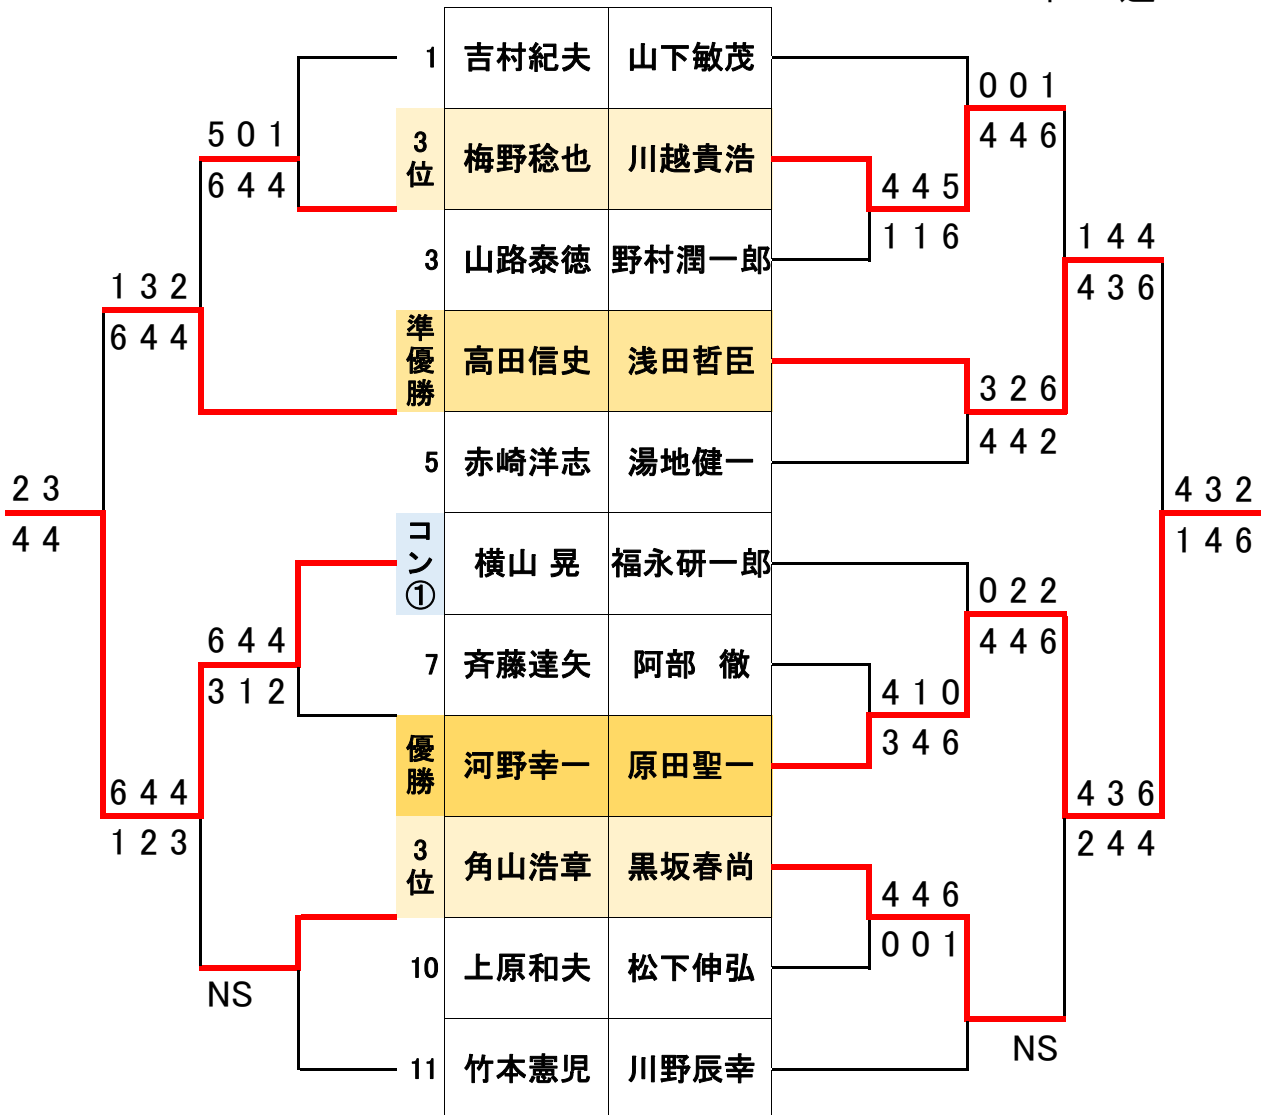 1 吉村紀夫 山下敏茂
0 0 1
5 0 1
4 4 6
3位 梅野稔也 川越貴浩
6 4 4
4 4 5
3 山路泰徳 野村潤一郎
1 1 6
1 4 4
1 3 2
4 3 6
準優勝 高田信史 浅田哲臣
6 4 4
3 2 6
5 赤崎洋志 湯地健一
4 4 2
2 3
4 3 2
4 4
1 4 6
コン① 横山 晃 福永研一郎
0 2 2
6 4 4
4 4 6
7 斉藤達矢 阿部 徹
3 1 2
4 1 0
3 4 6
優勝 河野幸一 原田聖一
6 4 4
4 3 6
1 2 3
2 4 4
3位 角山浩章 黒坂春尚
4 4 6
0 0 1
10 上原和夫 松下伸弘
NS
NS
11 竹本憲児 川野辰幸